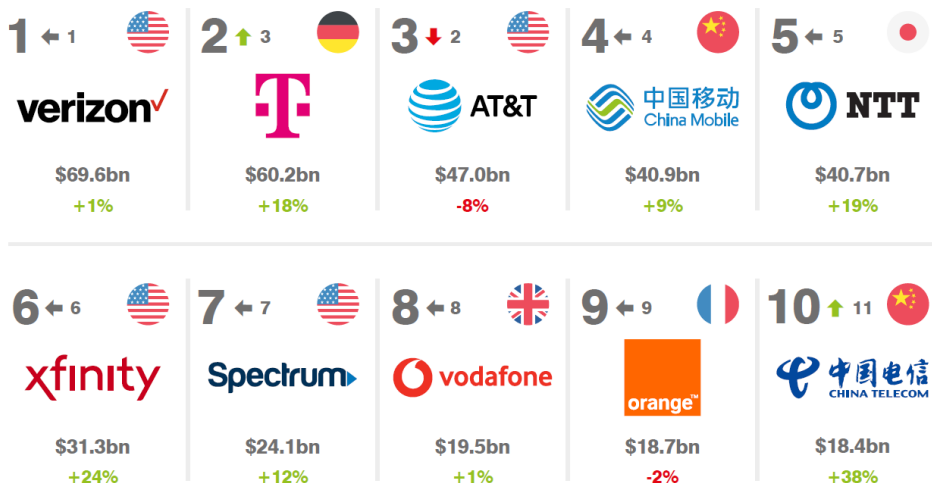 1 1
verizon
$69.6bn
+1%
2 3
T
$60.2bn
+18%
3 2
AT&T
$47.0bn
-8%
4 4
中国移动
China Mobile
$40.9bn
+9%
5 5
NTT
$40.7bn
+19%
6 6
xfinity
$31.3bn
+24%
7 7
Spectrum
$24.1bn
+12%
8 8
vodafone
$19.5bn
+1%
9 9
orange™
$18.7bn
-2%
10 11
中国电信
CHINA TELECOM
$18.4bn
+38%